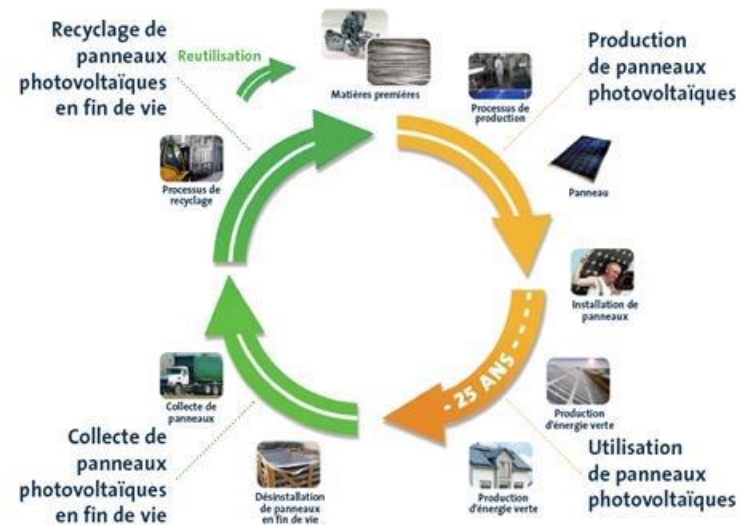 Recyclage de
panneaux
photovoltaïques
en fin de vie
Reutilisation
Matières premières
Processus de
production
Production
de panneaux
photovoltaïques
Processus de
recyclage
Panneau
Installation de
panneaux
25 ANS
Collecte de
panneaux
Production
d'énergie verte
Collecte de
panneaux
photovoltaïques
en fin de vie
Désinstallation
de panneaux
en fin de vie
Production
d'énergie verte
Utilisation
de panneaux
photovoltaïques